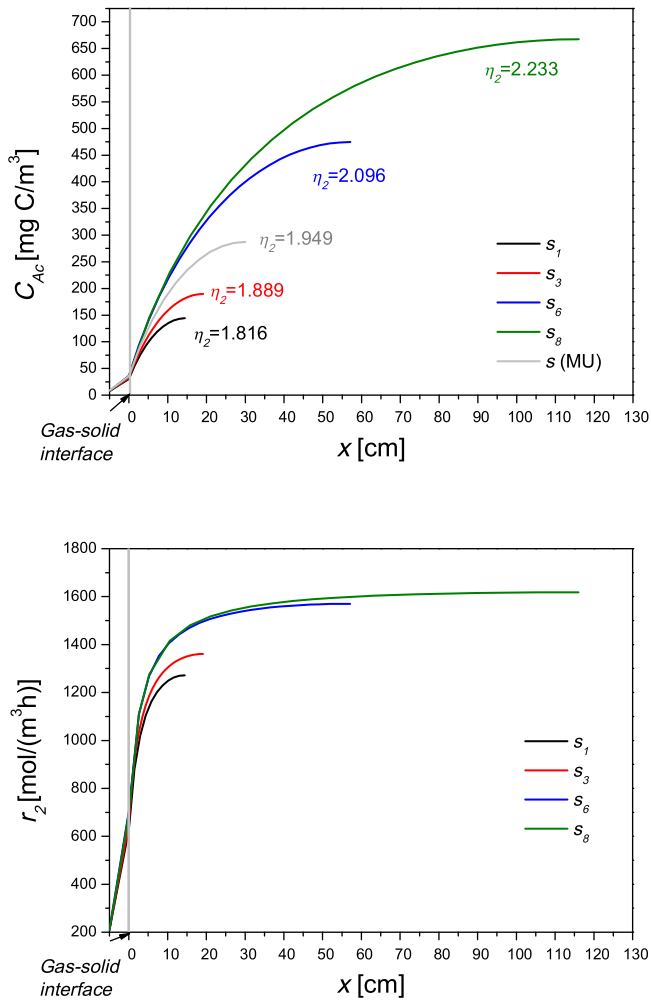 700
650
600
550
500
450
400
350
300
250
200
150
100
50
0
C_Ac [mg C/m³]
η₂=2.233
η₂=2.096
η₂=1.949
η₂=1.889
η₂=1.816
s₁
s₃
s₆
s₈
s (MU)
0 10 20 30 40 50 60 70 80 90 100 110 120 130
Gas-solid
interface
x [cm]
1800
1600
1400
1200
1000
800
600
400
200
r₂ [mol/(m³h)]
s₁
s₃
s₆
s₈
0 10 20 30 40 50 60 70 80 90 100 110 120 130
Gas-solid
interface
x [cm]